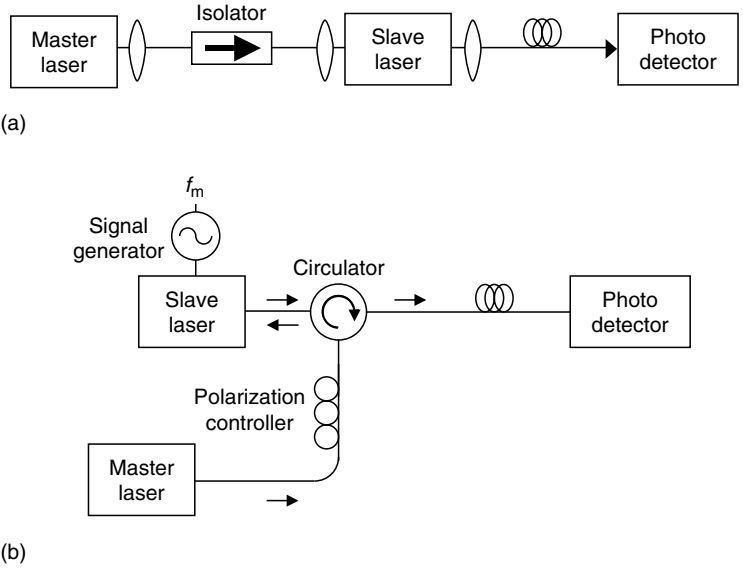 Isolator
Master
laser
Slave
laser
Photo
detector
(a)
fm
Signal
generator
Circulator
Slave
laser
Photo
detector
Polarization
controller
Master
laser
(b)